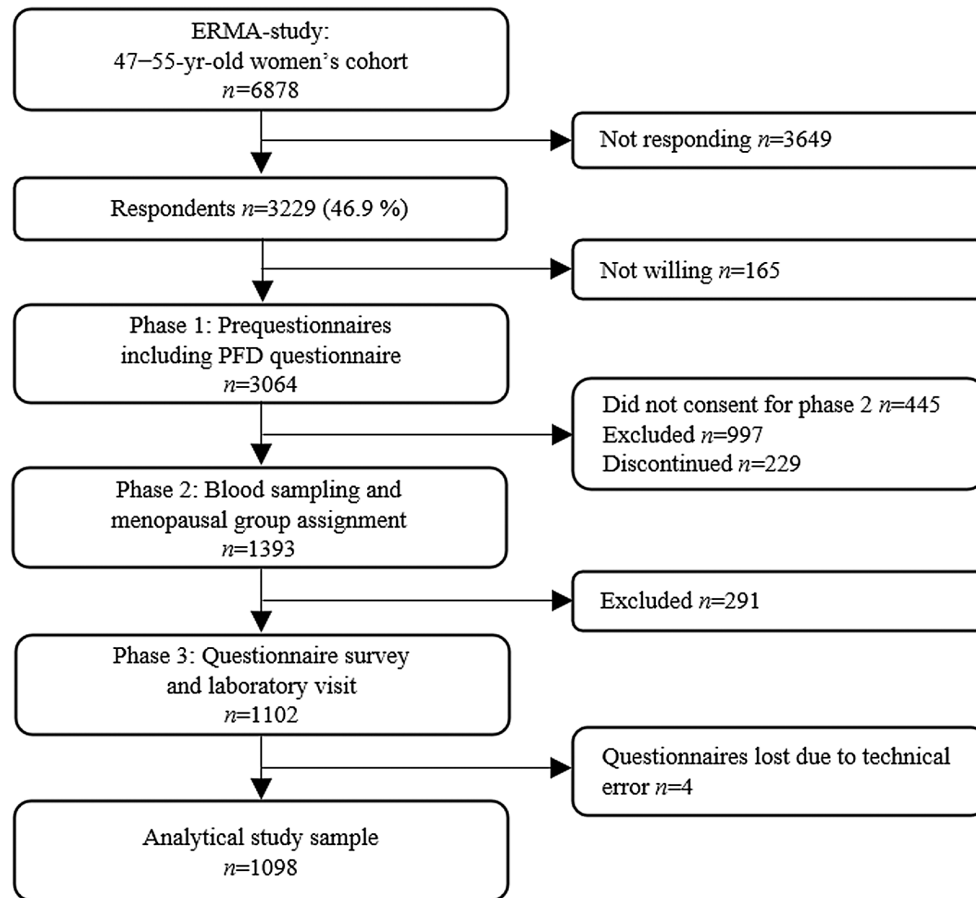 ERMA-study:
47–55-yr-old women's cohort
n=6878
Not responding n=3649
Respondents n=3229 (46.9 %)
Not willing n=165
Phase 1: Prequestionnaires
including PFD questionnaire
n=3064
Did not consent for phase 2 n=445
Excluded n=997
Discontinued n=229
Phase 2: Blood sampling and
menopausal group assignment
n=1393
Excluded n=291
Phase 3: Questionnaire survey
and laboratory visit
n=1102
Questionnaires lost due to technical
error n=4
Analytical study sample
n=1098